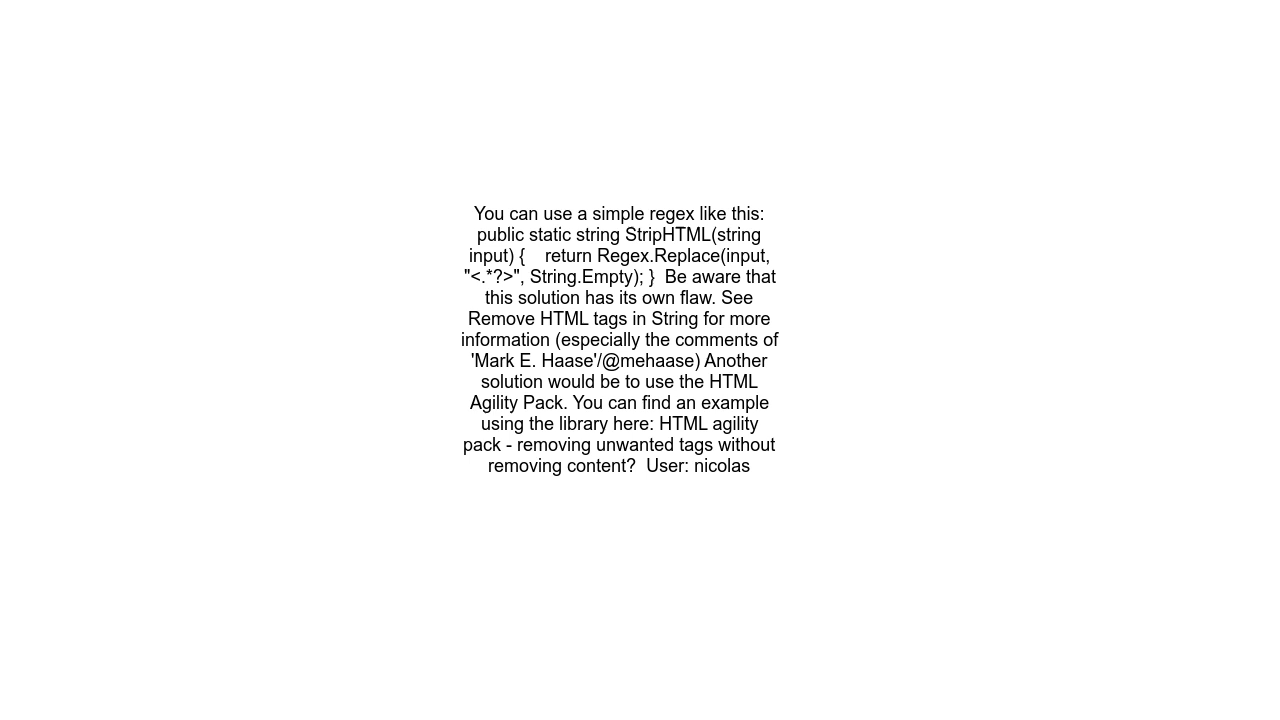 You can use a simple regex like this:
public static string StripHTML(string
input) {    return Regex.Replace(input,
"<.*?>", String.Empty); }  Be aware that
this solution has its own flaw. See
Remove HTML tags in String for more
information (especially the comments of
'Mark E. Haase'/@mehaase) Another
solution would be to use the HTML
Agility Pack. You can find an example
using the library here: HTML agility
pack - removing unwanted tags without
removing content?  User: nicolas